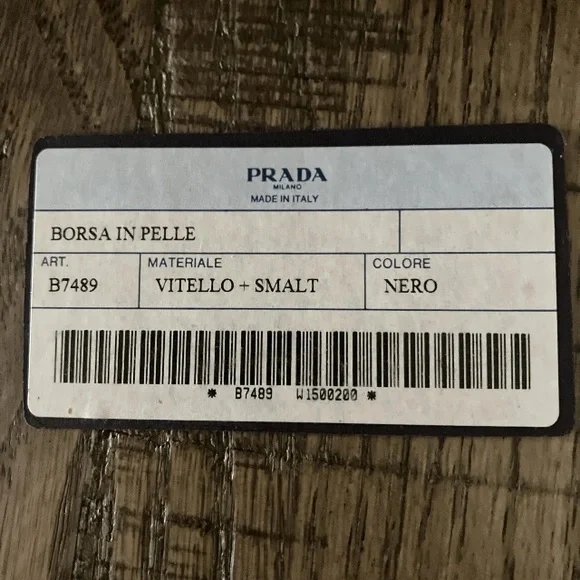 PRADA
MILANO
MADE IN ITALY
BORSA IN PELLE
ART. MATERIALE COLORE
B7489 VITELLO + SMALT NERO
* B7489 W1500200 *